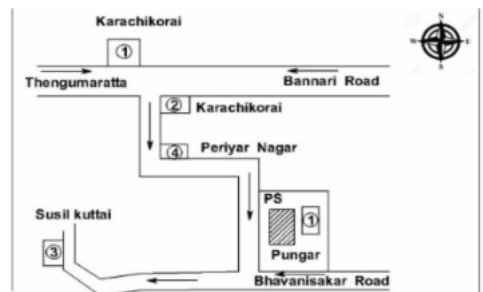 Karachikorai
N
1
W E
S
Thengumaratta
Bannari Road
2
Karachikorai
4
Periyar Nagar
Susil kuttai
PS
1
3
Pungar
Bhavanisakar Road